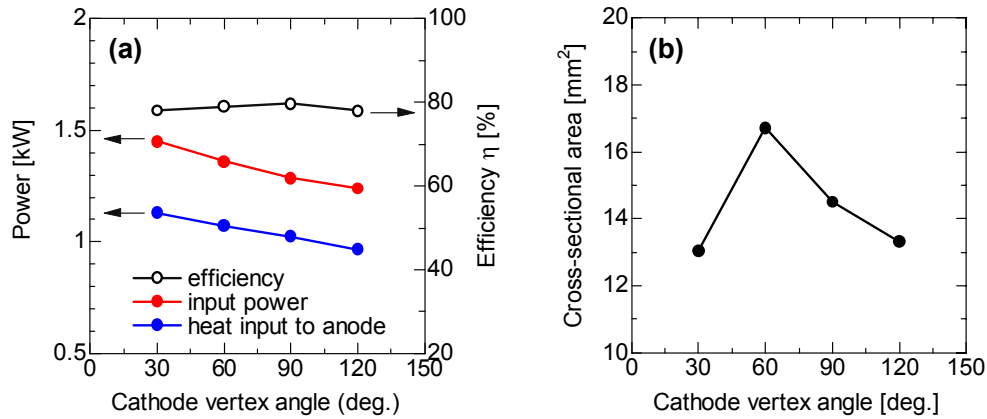 (a)
2
1.5
1
0.5
Power [kW]
100
80
60
40
20
Efficiency η [%]
efficiency
input power
heat input to anode
0 30 60 90 120 150
Cathode vertex angle (deg.)
(b)
20
18
16
14
12
10
Cross-sectional area [mm²]
0 30 60 90 120 150
Cathode vertex angle [deg.]